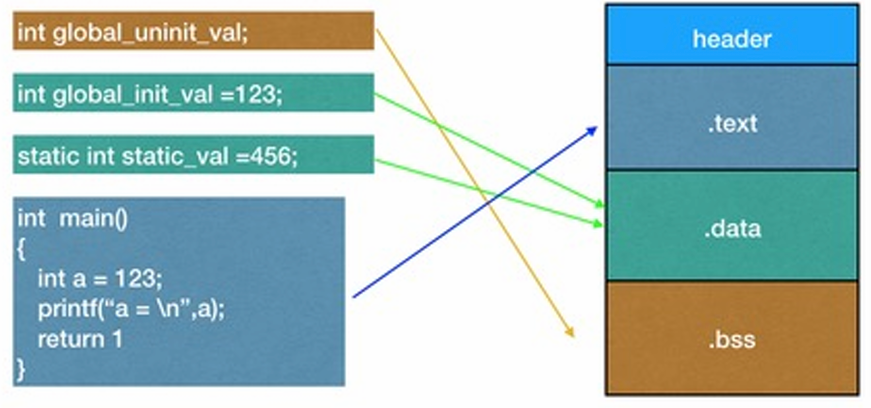 int global_uninit_val;
int global_init_val =123;
static int static_val =456;
int  main()
{
int a = 123;
printf(“a = \n”,a);
return 1
}
header
.text
.data
.bss